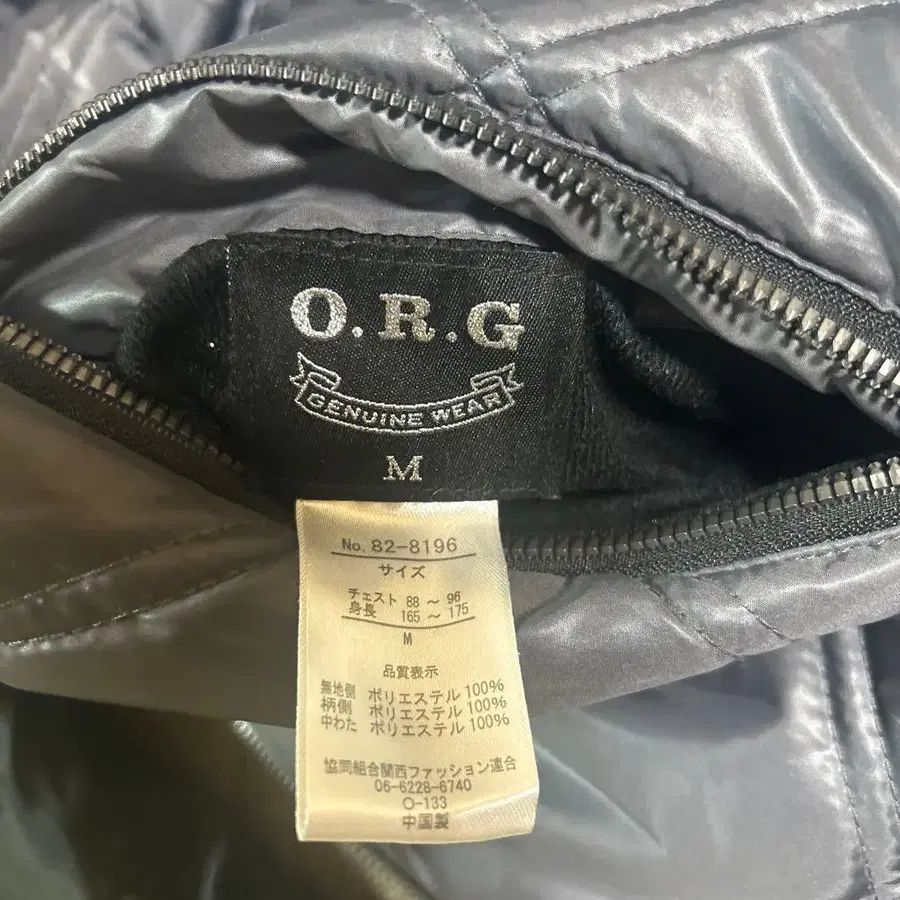 O.R.G
GENUINE WEAR
M
No. 82-8196
サイズ
チェスト 88 ～ 96
身長 165 ～ 175
M
品質表示
無地側 ポリエステル 100%
柄側 ポリエステル 100%
中わた ポリエステル 100%
協同組合関西ファッション連合
06-6228-6740
O-133
中国製